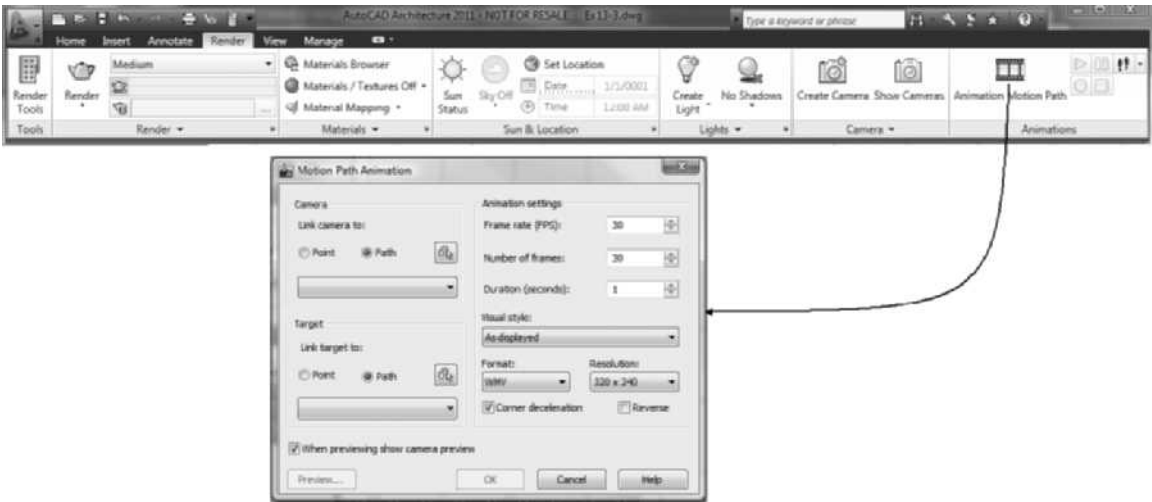 AutoCAD Architecture 2011 - NOT FOR RESALE Ex13-3.dwg
Type a keyword or phrase
Home Insert Annotate Render View Manage
Render Tools
Render
Medium
Materials Browser
Materials / Textures Off
Material Mapping
Sun Status
Sky Off
Set Location
Date 1/1/0001
Time 12:00 AM
Create Light
No Shadows
Create Camera
Show Cameras
Animation Motion Path
Tools
Render
Materials
Sun & Location
Lights
Camera
Animations
Motion Path Animation
Camera
Link camera to:
Point Path
Target
Link target to:
Point Path
Animation settings
Frame rate (FPS): 30
Number of frames: 30
Duration (seconds): 1
Visual style:
As displayed
Format: Resolution:
WMV 320 x 240
Corner deceleration Reverse
When previewing show camera preview
Preview... OK Cancel Help